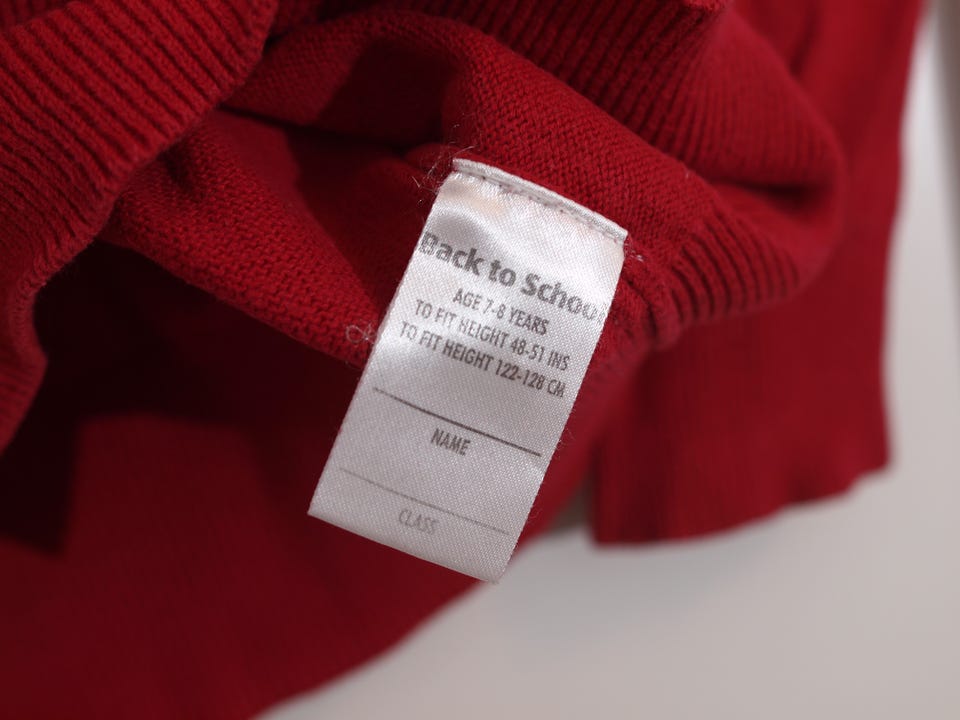 Back to School
AGE 7-8 YEARS
TO FIT HEIGHT 48-51 INS
TO FIT HEIGHT 122-128 CM
NAME
CLASS